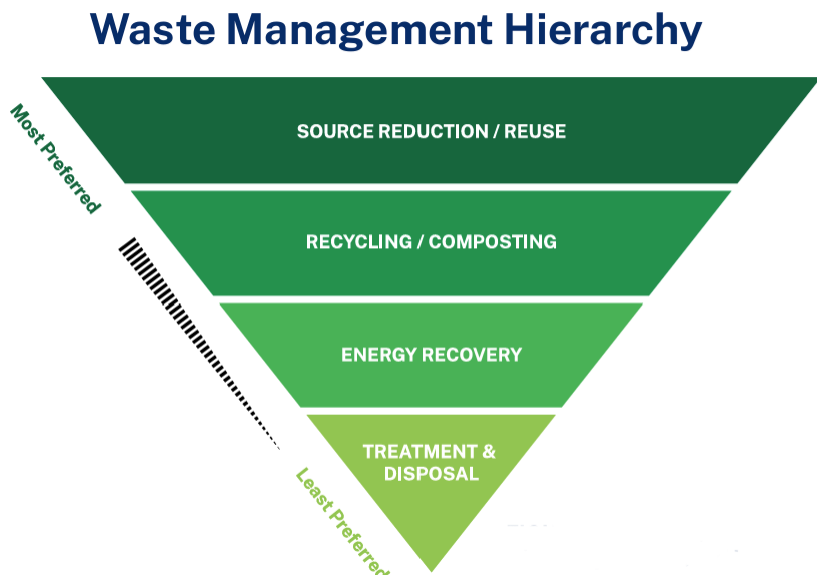 Waste Management Hierarchy
Most Preferred
SOURCE REDUCTION / REUSE
RECYCLING / COMPOSTING
ENERGY RECOVERY
TREATMENT &
DISPOSAL
Least Preferred